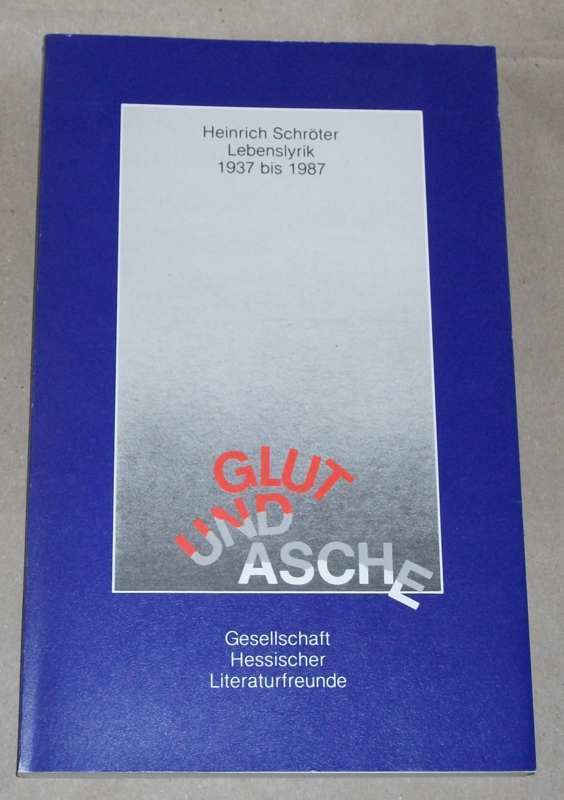 Heinrich Schröter
Lebenslyrik
1937 bis 1987
GLUT
UND
ASCHE
Gesellschaft
Hessischer
Literaturfreunde